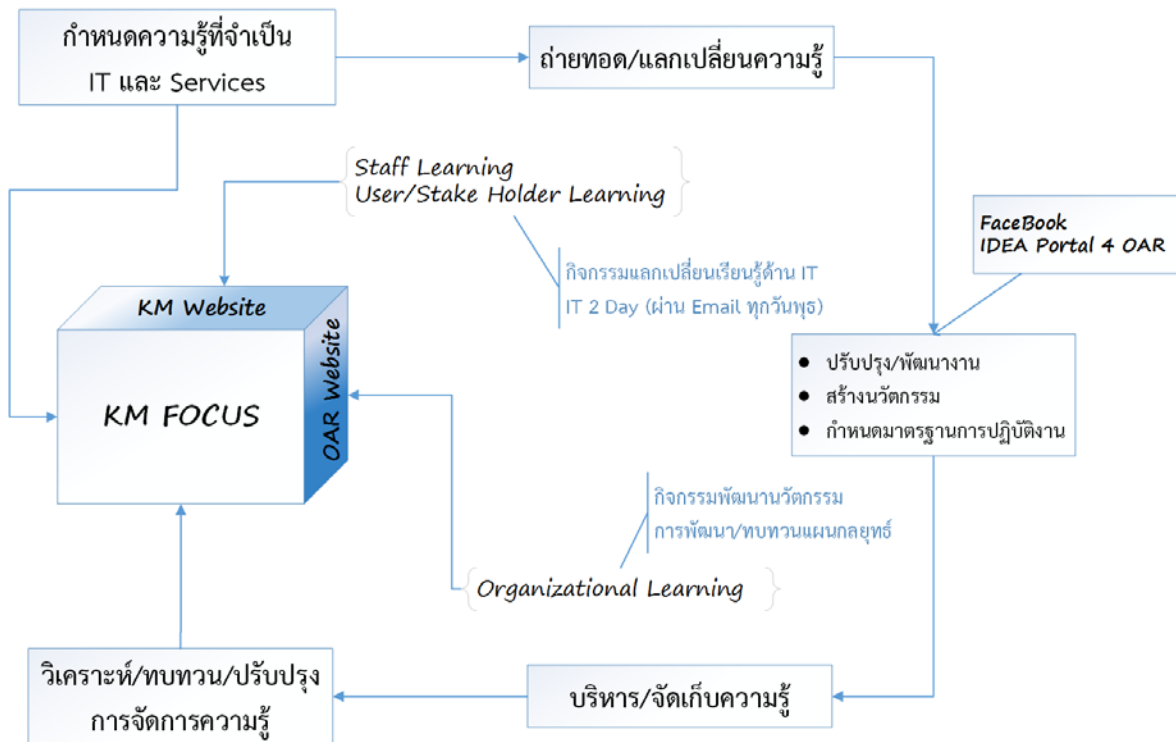 กำหนดความรู้ที่จำเป็น
IT และ Services
ถ่ายทอด/แลกเปลี่ยนความรู้
Staff Learning
User/Stake Holder Learning
FaceBook
IDEA Portal 4 OAR
กิจกรรมแลกเปลี่ยนเรียนรู้ด้าน IT
IT 2 Day (ผ่าน Email ทุกวันพุธ)
KM Website
OAR Website
KM FOCUS
● ปรับปรุง/พัฒนางาน
● สร้างนวัตกรรม
● กำหนดมาตรฐานการปฏิบัติงาน
กิจกรรมพัฒนานวัตกรรม
การพัฒนา/ทบทวนแผนกลยุทธ์
Organizational Learning
วิเคราะห์/ทบทวน/ปรับปรุง
การจัดการความรู้
บริหาร/จัดเก็บความรู้